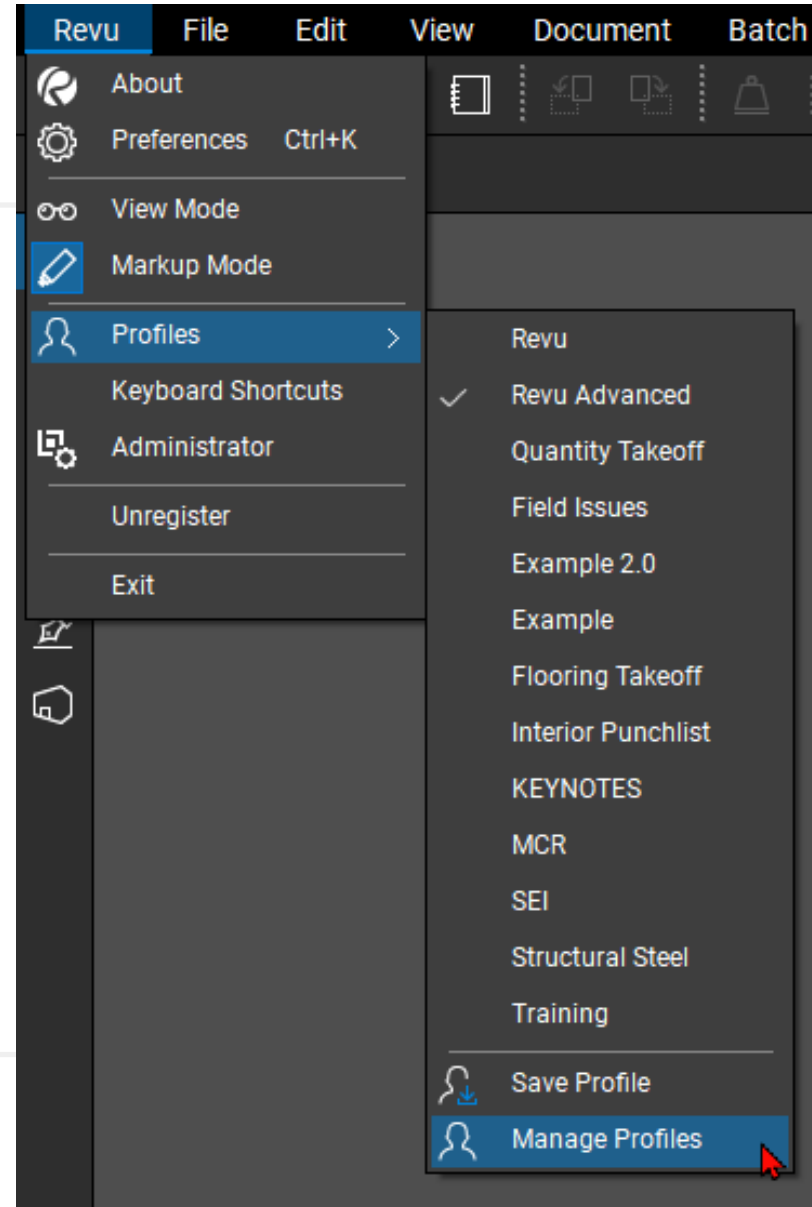 Revu File Edit View Document Batch
About
Preferences Ctrl+K
View Mode
Markup Mode
Profiles
Keyboard Shortcuts
Administrator
Unregister
Exit
Revu
Revu Advanced
Quantity Takeoff
Field Issues
Example 2.0
Example
Flooring Takeoff
Interior Punchlist
KEYNOTES
MCR
SEI
Structural Steel
Training
Save Profile
Manage Profiles